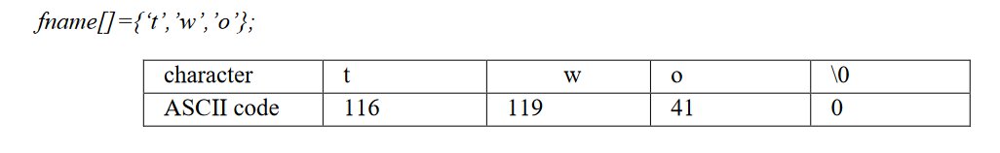 fname[]={‘t’,’w’,’o’};
character t w o \0
ASCII code 116 119 41 0